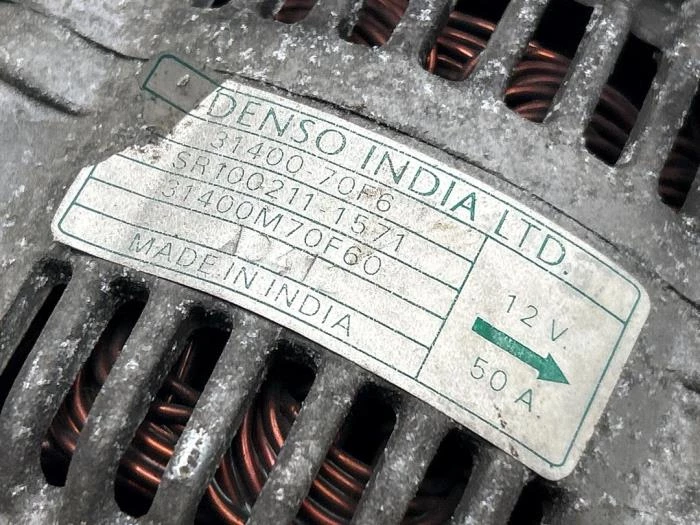 DENSO INDIA LTD.
31400-70F6
SR100211-1571
31400M70F60
MADE IN INDIA
12 V.
50 A.